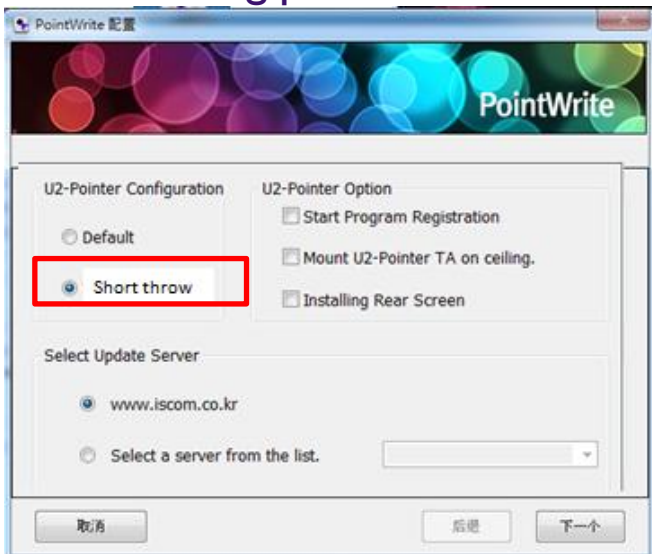 PointWrite 配置
PointWrite
U2-Pointer Configuration
Default
Short throw
U2-Pointer Option
Start Program Registration
Mount U2-Pointer TA on ceiling.
Installing Rear Screen
Select Update Server
www.iscom.co.kr
Select a server from the list.
取消
后退
下一个